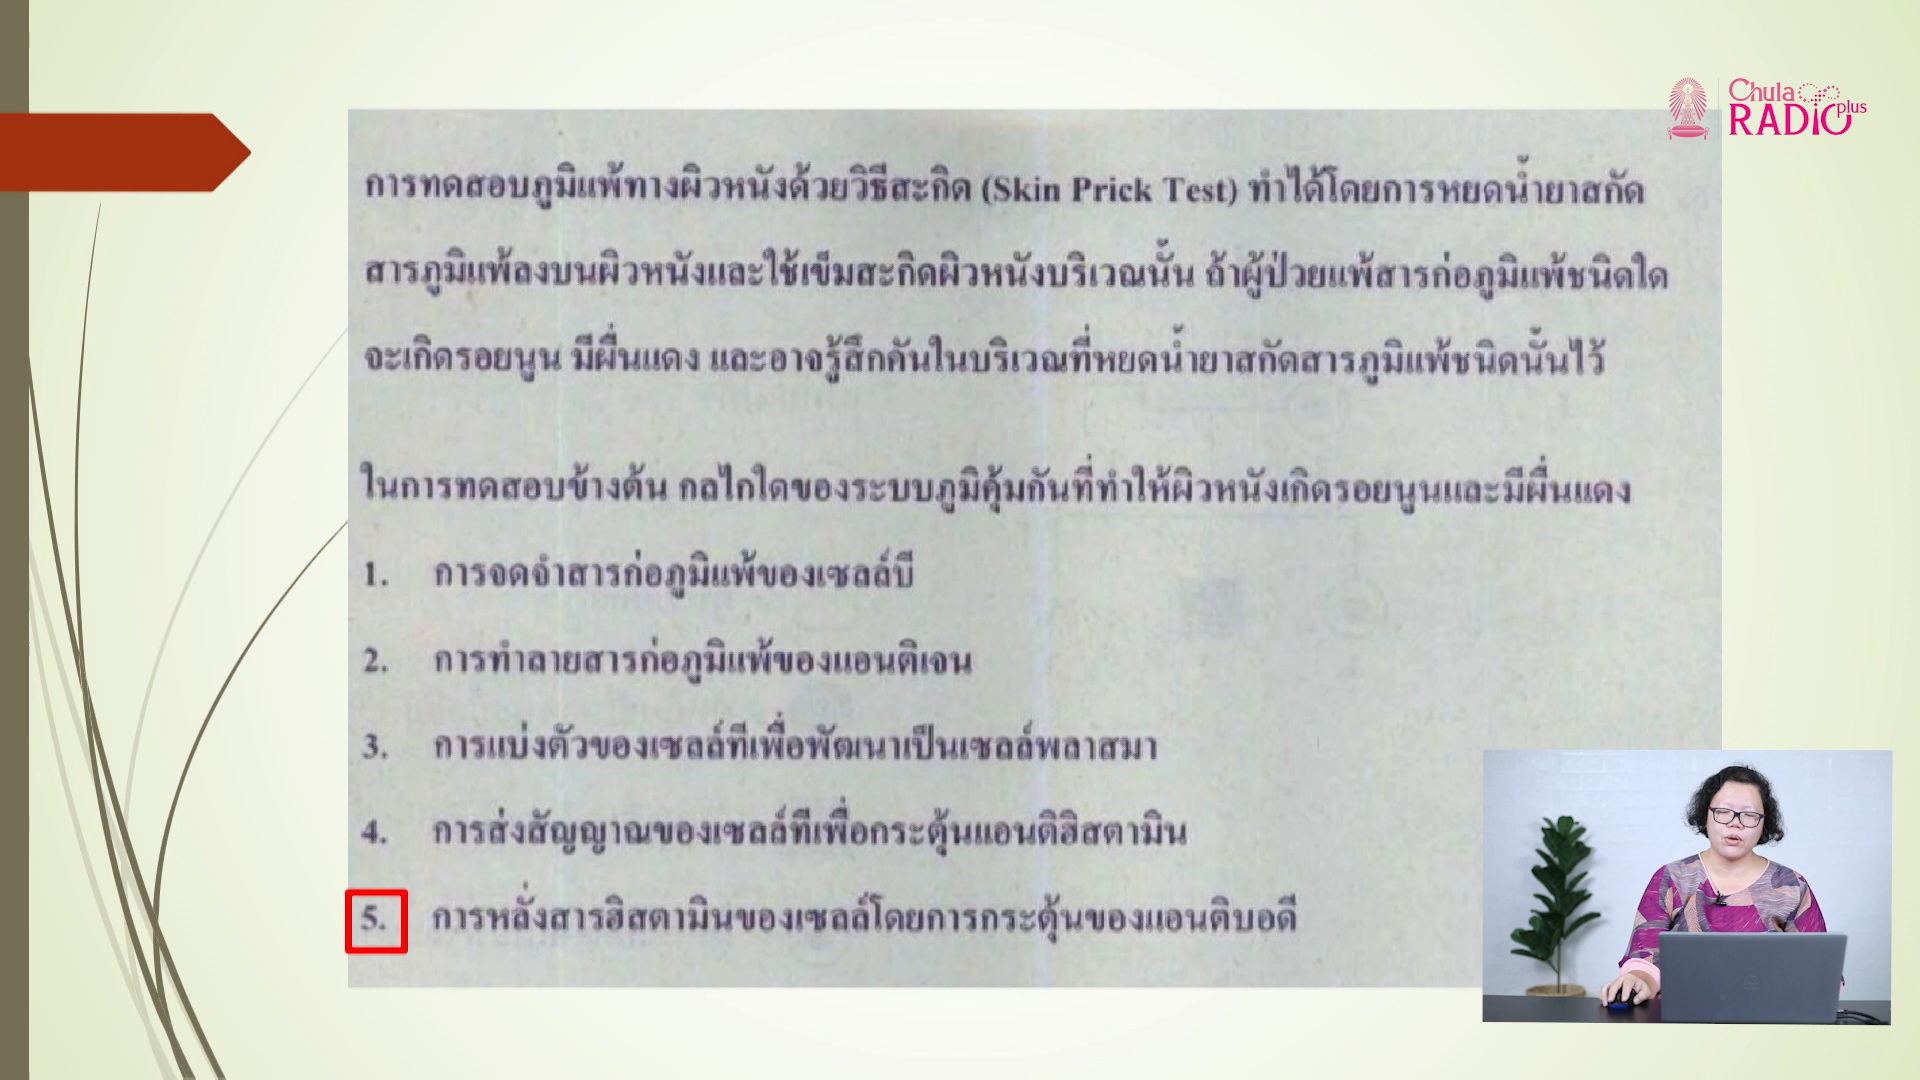 Chula
RADIO plus
การทดสอบภูมิแพ้ทางผิวหนังด้วยวิธีสะกิด (Skin Prick Test) ทำได้โดยการหยดน้ำยาสกัด
สารภูมิแพ้ลงบนผิวหนังและใช้เข็มสะกิดผิวหนังบริเวณนั้น ถ้าผู้ป่วยแพ้สารก่อภูมิแพ้ชนิดใด
จะเกิดรอยนูน มีผื่นแดง และอาจรู้สึกคันในบริเวณที่หยดน้ำยาสกัดสารภูมิแพ้ชนิดนั้นไว้
ในการทดสอบข้างต้น กลไกใดของระบบภูมิคุ้มกันที่ทำให้ผิวหนังเกิดรอยนูนและมีผื่นแดง
1. การจดจำสารก่อภูมิแพ้ของเซลล์บี
2. การทำลายสารก่อภูมิแพ้ของแอนติเจน
3. การแบ่งตัวของเซลล์ทีเพื่อพัฒนาเป็นเซลล์พลาสมา
4. การส่งสัญญาณของเซลล์ทีเพื่อกระตุ้นแอนติฮิสตามีน
5. การหลั่งสารฮิสตามีนของเซลล์โดยการกระตุ้นของแอนติบอดี